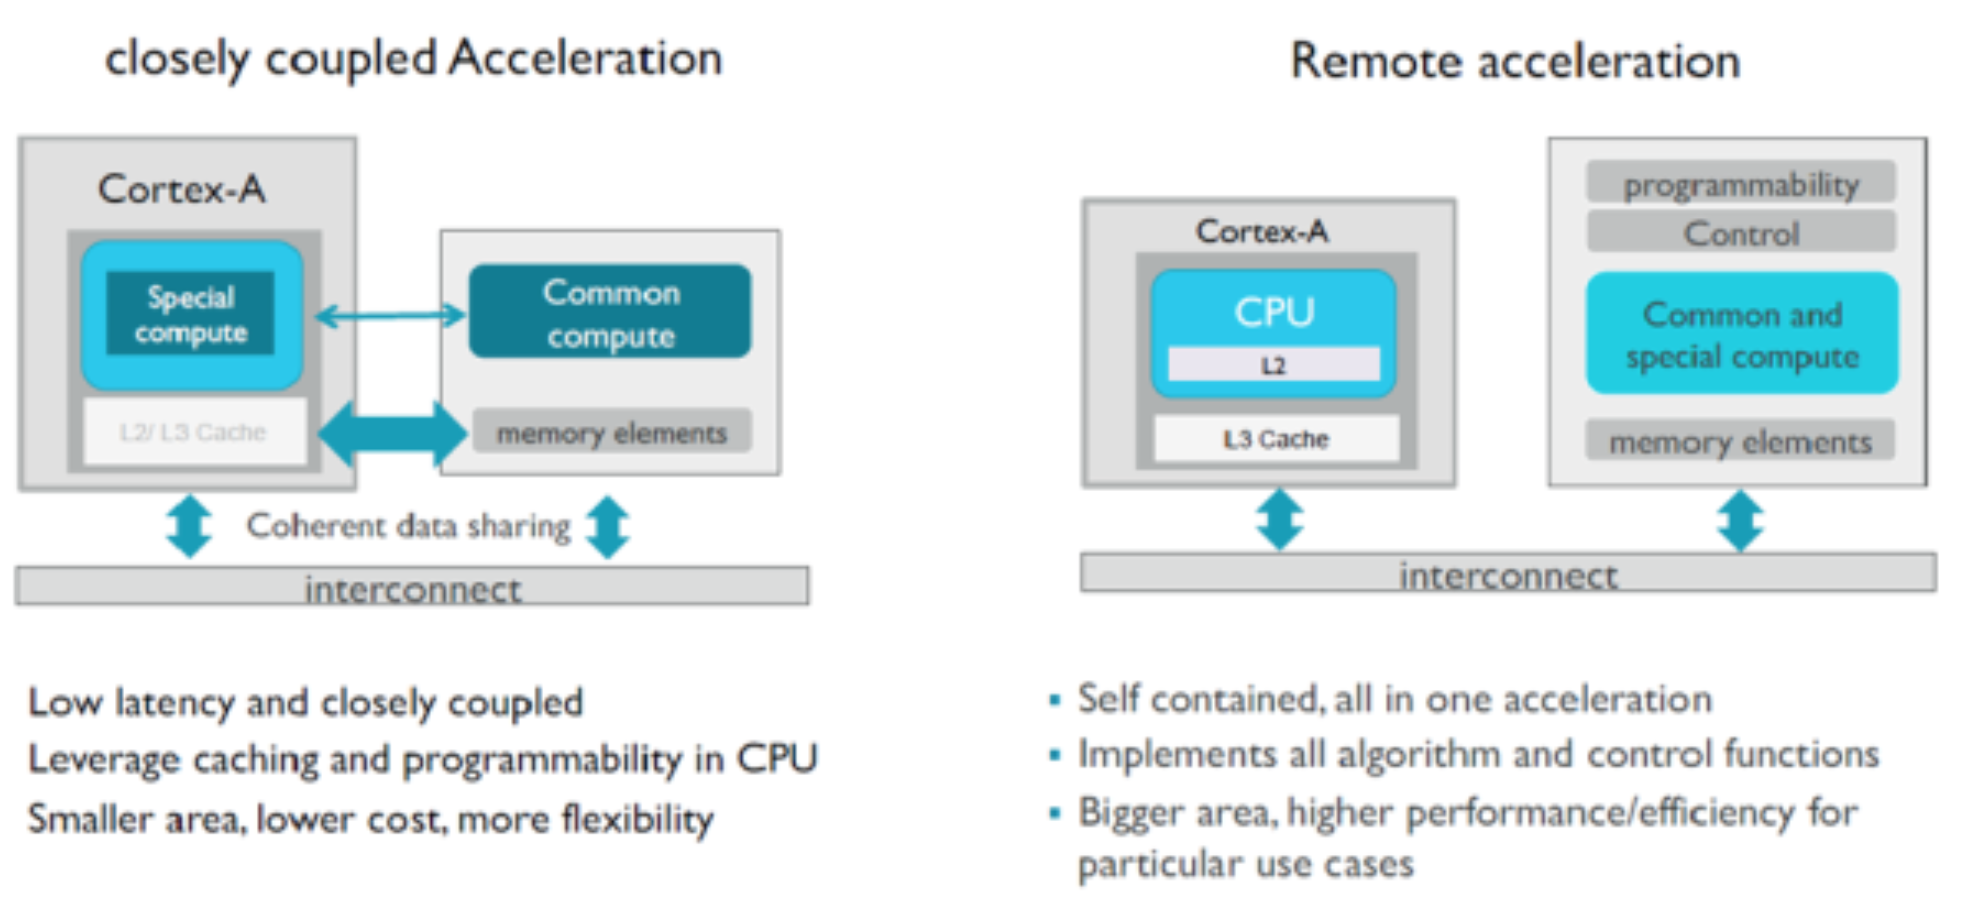 closely coupled Acceleration
Cortex-A
Special
compute
L2/ L3 Cache
Common
compute
memory elements
Coherent data sharing
interconnect
Low latency and closely coupled
Leverage caching and programmability in CPU
Smaller area, lower cost, more flexibility
Remote acceleration
Cortex-A
CPU
L2
L3 Cache
programmability
Control
Common and
special compute
memory elements
interconnect
▪ Self contained, all in one acceleration
▪ Implements all algorithm and control functions
▪ Bigger area, higher performance/efficiency for
particular use cases